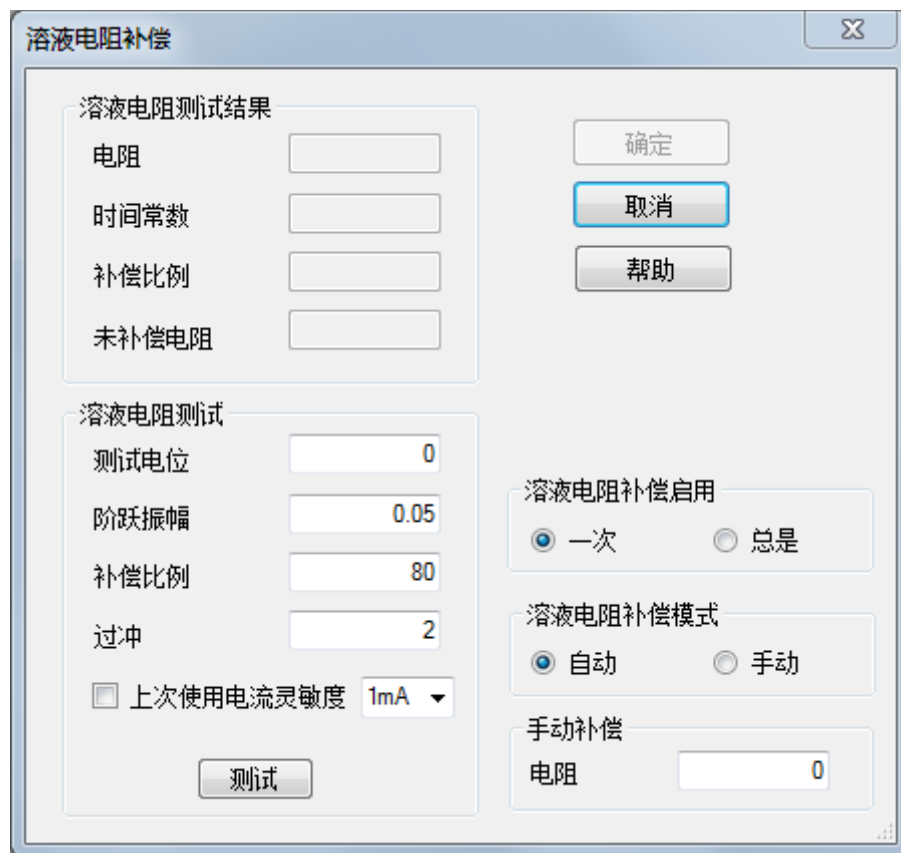 溶液电阻补偿
溶液电阻测试结果
电阻
时间常数
补偿比例
未补偿电阻
确定
取消
帮助
溶液电阻测试
测试电位 0
阶跃振幅 0.05
补偿比例 80
过冲 2
上次使用电流灵敏度 1mA
测试
溶液电阻补偿启用
一次 总是
溶液电阻补偿模式
自动 手动
手动补偿
电阻 0